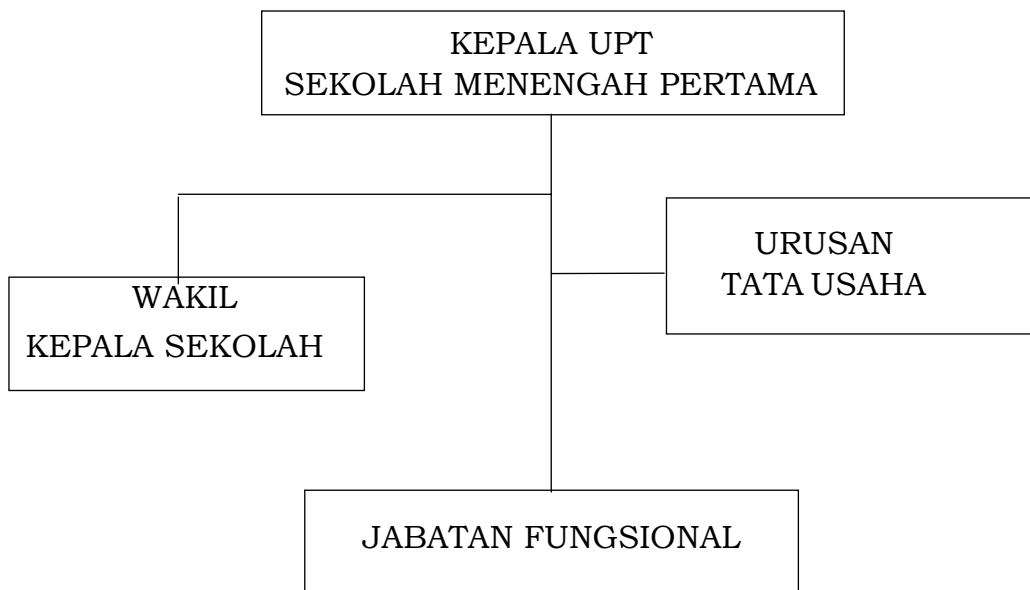 KEPALA UPT
SEKOLAH MENENGAH PERTAMA
URUSAN
TATA USAHA
WAKIL
KEPALA SEKOLAH
JABATAN FUNGSIONAL